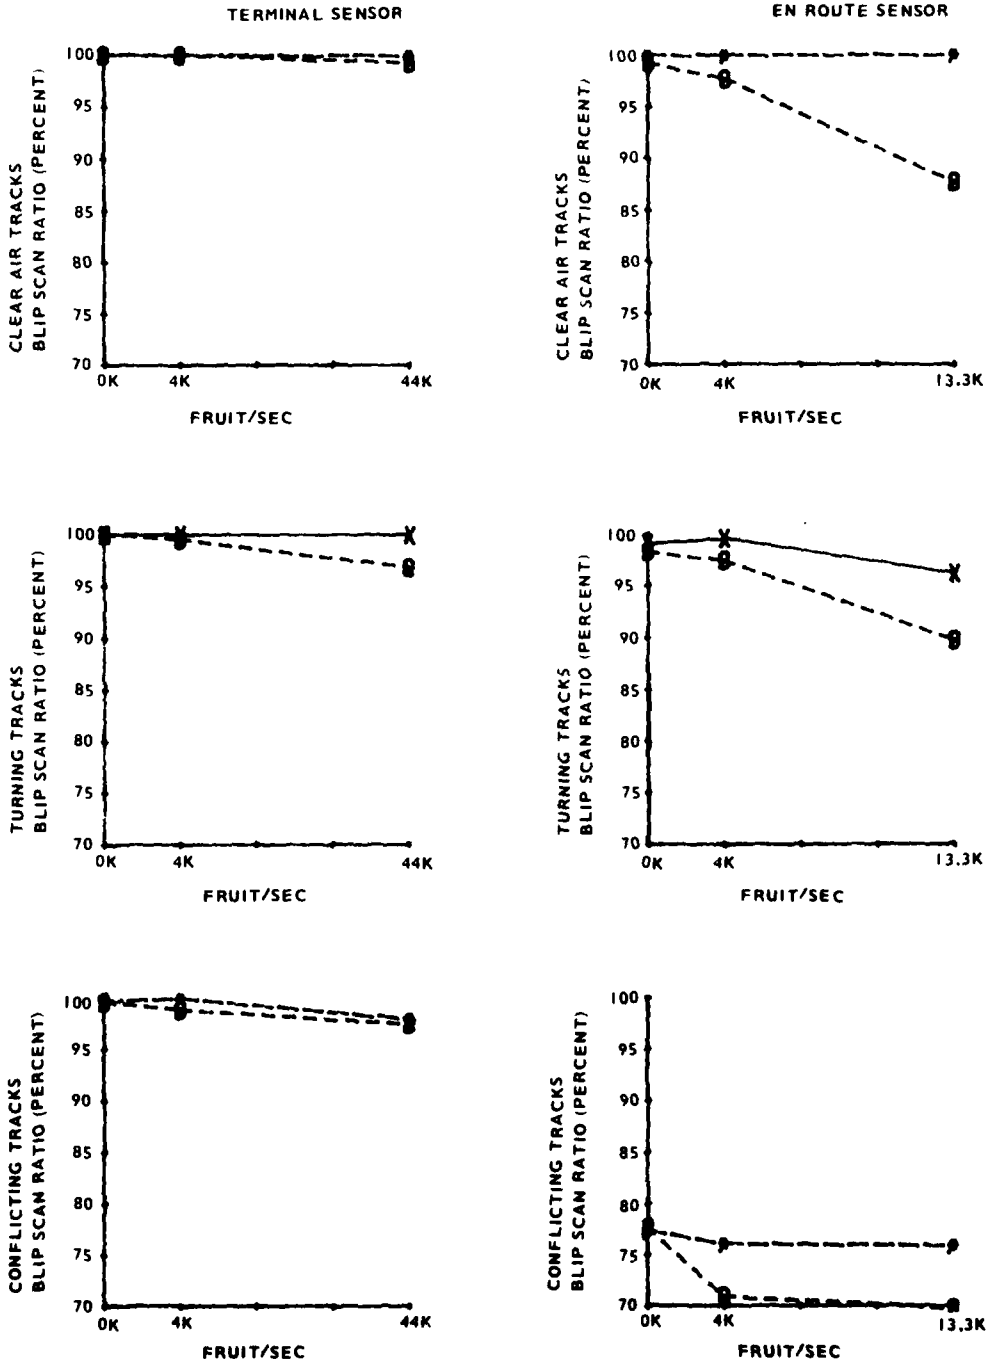 TERMINAL SENSOR
EN ROUTE SENSOR
CLEAR AIR TRACKS
BLIP SCAN RATIO (PERCENT)
100
95
90
85
80
75
70
0K 4K 44K
FRUIT/SEC
CLEAR AIR TRACKS
BLIP SCAN RATIO (PERCENT)
100
95
90
85
80
75
70
0K 4K 13.3K
FRUIT/SEC
TURNING TRACKS
BLIP SCAN RATIO (PERCENT)
100
95
90
85
80
75
70
0K 4K 44K
FRUIT/SEC
TURNING TRACKS
BLIP SCAN RATIO (PERCENT)
100
95
90
85
80
75
70
0K 4K 13.3K
FRUIT/SEC
CONFLICTING TRACKS
BLIP SCAN RATIO (PERCENT)
100
95
90
85
80
75
70
0K 4K 44K
FRUIT/SEC
CONFLICTING TRACKS
BLIP SCAN RATIO (PERCENT)
100
95
90
85
80
75
70
0K 4K 13.3K
FRUIT/SEC